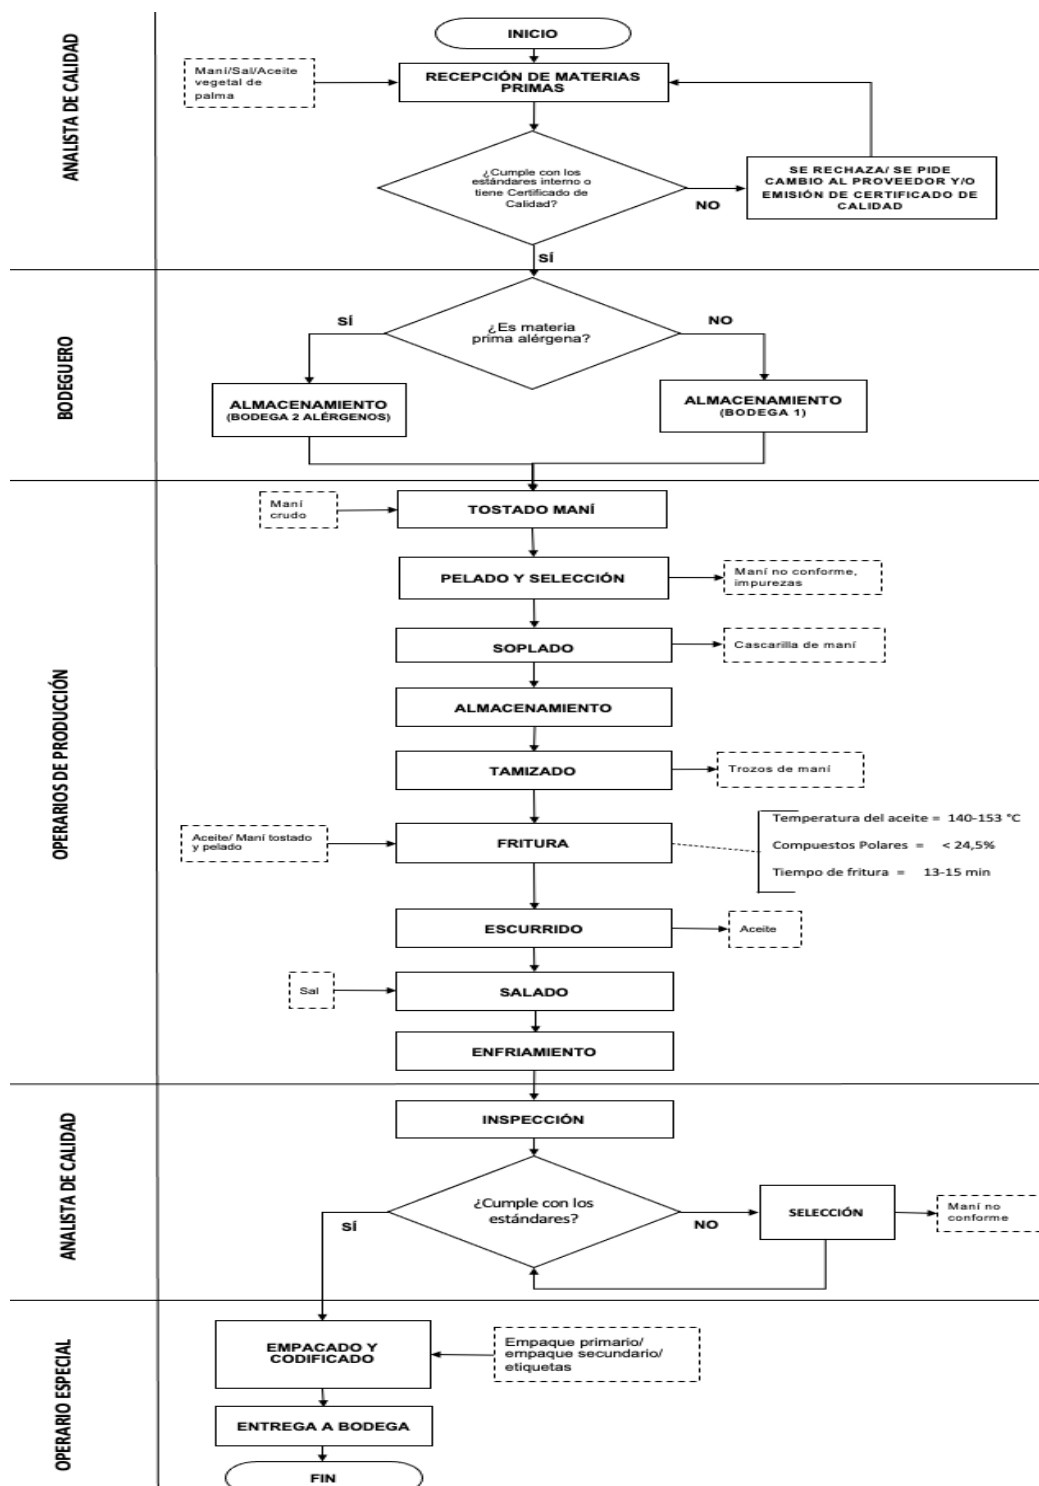 ANALISTA DE CALIDAD
INICIO
Maní/Sal/Aceite
vegetal de
palma
RECEPCIÓN DE MATERIAS
PRIMAS
¿Cumple con los
estándares interno o
tiene Certificado de
Calidad?
NO
SE RECHAZA/ SE PIDE
CAMBIO AL PROVEEDOR Y/O
EMISIÓN DE CERTIFICADO DE
CALIDAD
SÍ
BODEGUERO
¿Es materia
prima alérgena?
SÍ
NO
ALMACENAMIENTO
(BODEGA 2 ALÉRGENOS)
ALMACENAMIENTO
(BODEGA 1)
OPERARIOS DE PRODUCCIÓN
Maní
crudo
TOSTADO MANÍ
PELADO Y SELECCIÓN
Maní no conforme,
impurezas
SOPLADO
Cascarilla de maní
ALMACENAMIENTO
TAMIZADO
Trozos de maní
Aceite/ Maní tostado
y pelado
FRITURA
Temperatura del aceite = 140-153 °C
Compuestos Polares = < 24,5%
Tiempo de fritura = 13-15 min
ESCURRIDO
Aceite
Sal
SALADO
ENFRIAMIENTO
ANALISTA DE CALIDAD
INSPECCIÓN
¿Cumple con los
estándares?
SÍ
NO
SELECCIÓN
Maní no
conforme
OPERARIO ESPECIAL
EMPACADO Y
CODIFICADO
Empaque primario/
empaque secundario/
etiquetas
ENTREGA A BODEGA
FIN